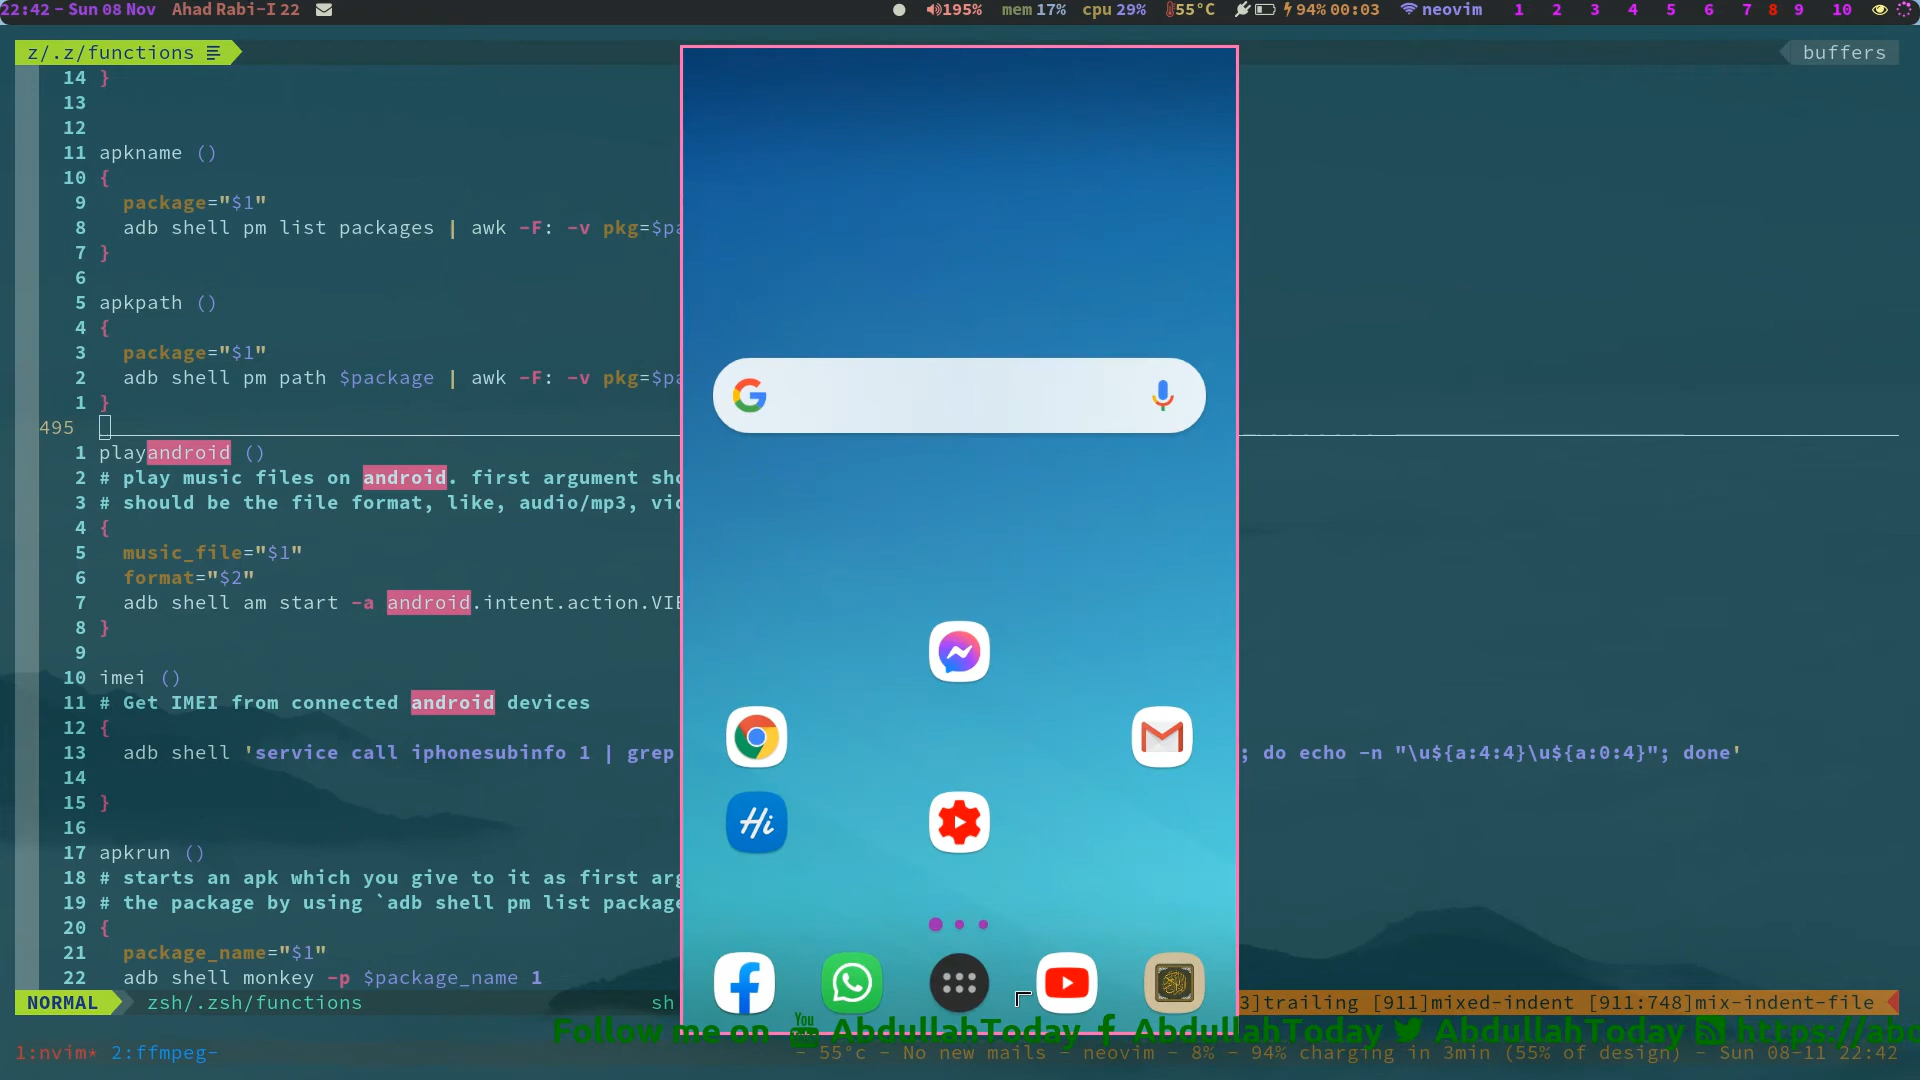 22:42 - Sun 08 Nov Ahad Rabi-I 22 195% mem 17% cpu 29% 55°C 94% 00:03 neovim 1 2 3 4 5 6 7 8 9 10
z/.z/functions buffers
14 }
13
12
11 apkname ()
10 {
9 package="$1"
8 adb shell pm list packages | awk -F: -v pkg=$pa
7 }
6
5 apkpath ()
4 {
3 package="$1"
2 adb shell pm path $package | awk -F: -v pkg=$pa
1 }
495
1 playandroid ()
2 # play music files on android. first argument sho
3 # should be the file format, like, audio/mp3, vid
4 {
5 music_file="$1"
6 format="$2"
7 adb shell am start -a android.intent.action.VIE
8 }
9
10 imei ()
11 # Get IMEI from connected android devices
12 {
13 adb shell 'service call iphonesubinfo 1 | grep ; do echo -n "\u${a:4:4}\u${a:0:4}"; done'
14
15 }
16
17 apkrun ()
18 # starts an apk which you give to it as first arg
19 # the package by using `adb shell pm list package
20 {
21 package_name="$1"
22 adb shell monkey -p $package_name 1
Hi
NORMAL zsh/.zsh/functions sh 3]trailing [911]mixed-indent [911:748]mix-indent-file
Follow me on You AbdullahToday AbdullahToday AbdullahToday https://abd
1:nvim* 2:ffmpeg- - 55°c - No new mails - neovim - 8% - 94% charging in 3min (55% of design) - Sun 08-11 22:42